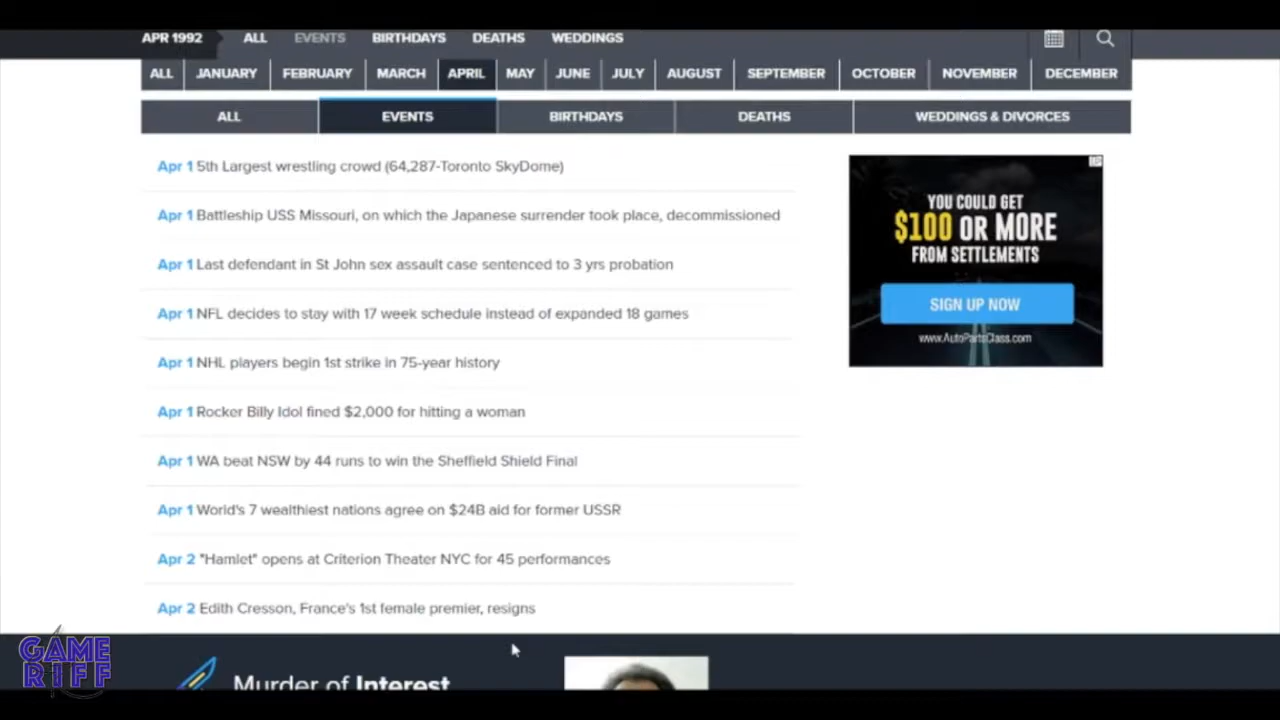 APR 1992 ALL EVENTS BIRTHDAYS DEATHS WEDDINGS
ALL JANUARY FEBRUARY MARCH APRIL MAY JUNE JULY AUGUST SEPTEMBER OCTOBER NOVEMBER DECEMBER
ALL EVENTS BIRTHDAYS DEATHS WEDDINGS & DIVORCES
Apr 1 5th Largest wrestling crowd (64,287-Toronto SkyDome)
Apr 1 Battleship USS Missouri, on which the Japanese surrender took place, decommissioned
Apr 1 Last defendant in St John sex assault case sentenced to 3 yrs probation
Apr 1 NFL decides to stay with 17 week schedule instead of expanded 18 games
Apr 1 NHL players begin 1st strike in 75-year history
Apr 1 Rocker Billy Idol fined $2,000 for hitting a woman
Apr 1 WA beat NSW by 44 runs to win the Sheffield Shield Final
Apr 1 World's 7 wealthiest nations agree on $24B aid for former USSR
Apr 2 "Hamlet" opens at Criterion Theater NYC for 45 performances
Apr 2 Edith Cresson, France's 1st female premier, resigns
YOU COULD GET
$100 OR MORE
FROM SETTLEMENTS
SIGN UP NOW
www.AutoPartsClass.com
Murder of Interest
GAME
RIFF